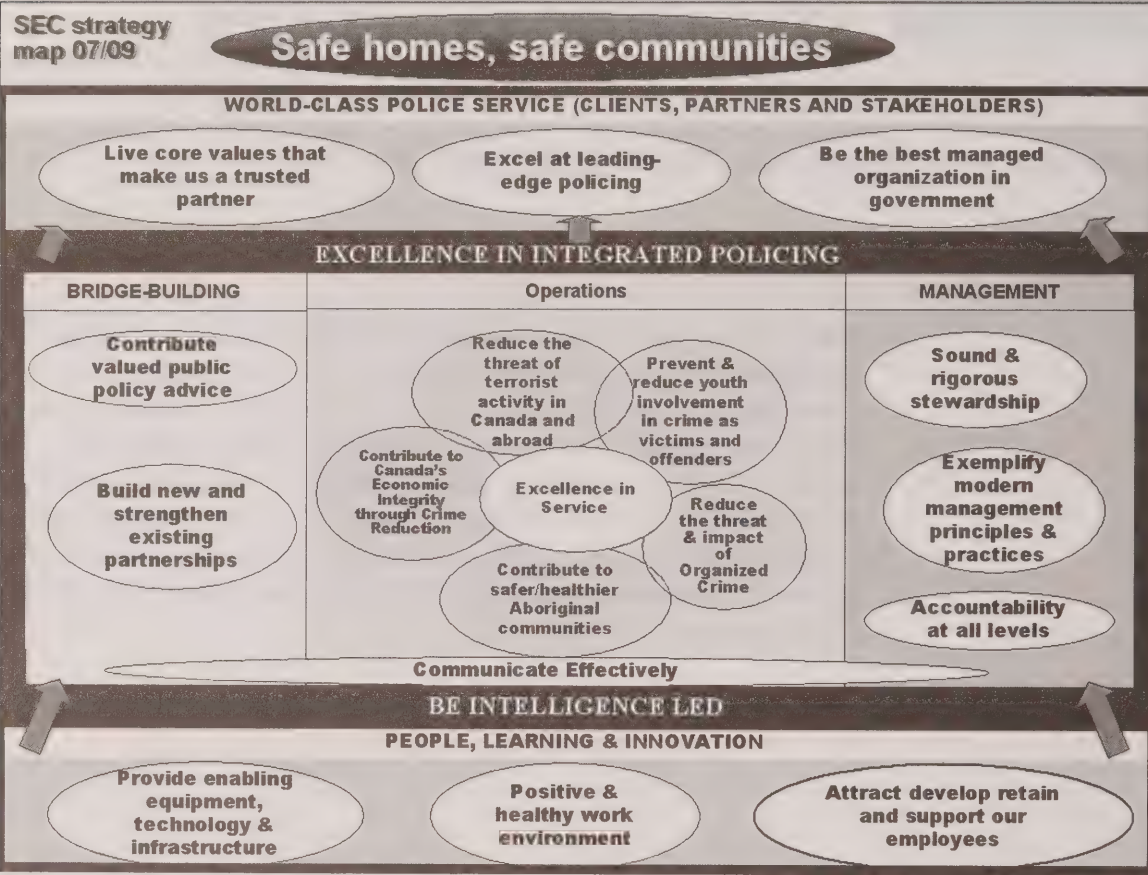 SEC strategy
map 07/09
Safe homes, safe communities
WORLD-CLASS POLICE SERVICE (CLIENTS, PARTNERS AND STAKEHOLDERS)
Live core values that
make us a trusted
partner
Excel at leading-
edge policing
Be the best managed
organization in
government
EXCELLENCE IN INTEGRATED POLICING
BRIDGE-BUILDING
Contribute
valued public
policy advice
Build new and
strengthen
existing
partnerships
Operations
Reduce the
threat of
terrorist
activity in
Canada and
abroad
Prevent &
reduce youth
involvement
in crime as
victims and
offenders
Contribute to
Canada's
Economic
Integrity
through Crime
Reduction
Excellence in
Service
Reduce
the threat
& impact
of
Organized
Crime
Contribute to
safer/healthier
Aboriginal
communities
MANAGEMENT
Sound &
rigorous
stewardship
Exemplify
modern
management
principles &
practices
Accountability
at all levels
Communicate Effectively
BE INTELLIGENCE LED
PEOPLE, LEARNING & INNOVATION
Provide enabling
equipment,
technology &
infrastructure
Positive &
healthy work
environment
Attract develop retain
and support our
employees